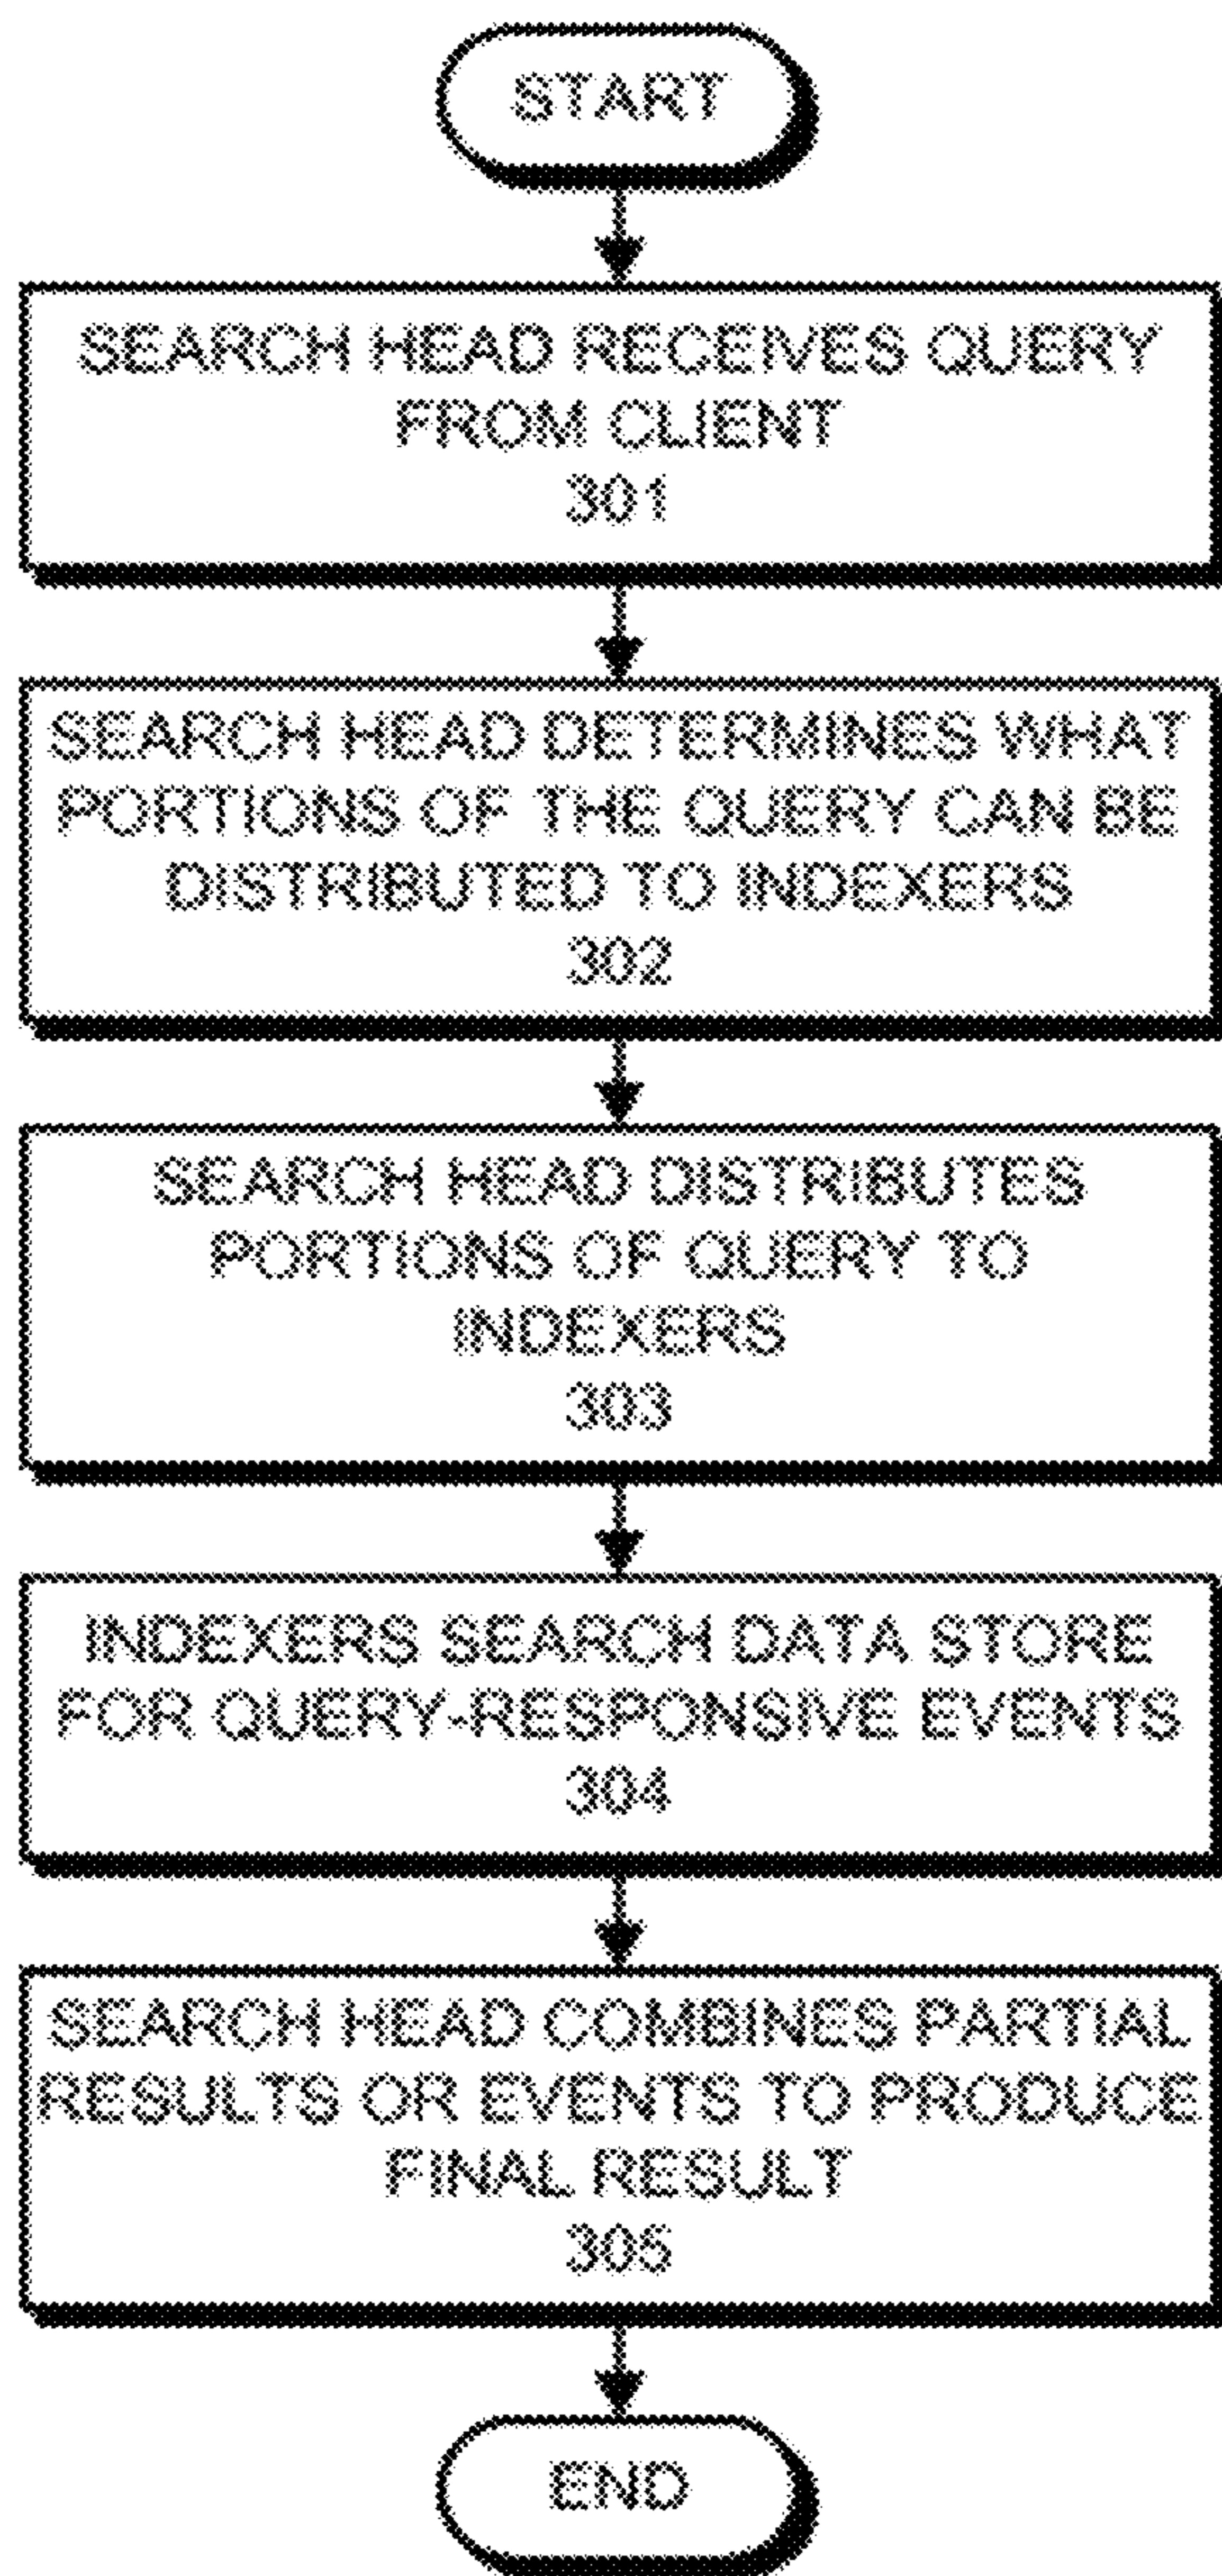 START
SEARCH HEAD RECEIVES QUERY
FROM CLIENT
301
SEARCH HEAD DETERMINES WHAT
PORTIONS OF THE QUERY CAN BE
DISTRIBUTED TO INDEXERS
302
SEARCH HEAD DISTRIBUTES
PORTIONS OF QUERY TO
INDEXERS
303
INDEXERS SEARCH DATA STORE
FOR QUERY-RESPONSIVE EVENTS
304
SEARCH HEAD COMBINES PARTIAL
RESULTS OR EVENTS TO PRODUCE
FINAL RESULT
305
END